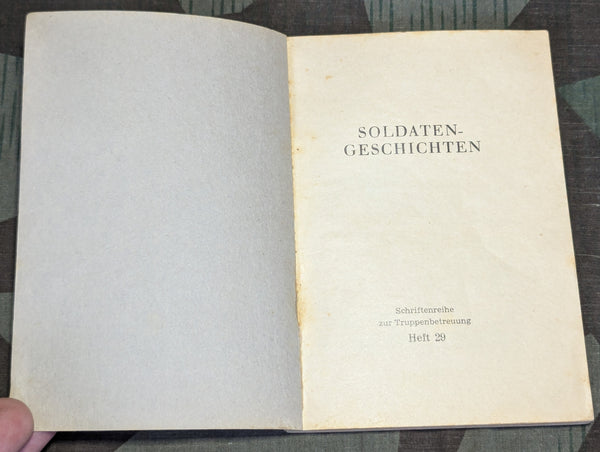 SOLDATEN-
GESCHICHTEN
Schriftenreihe
zur Truppenbetreuung
Heft 29